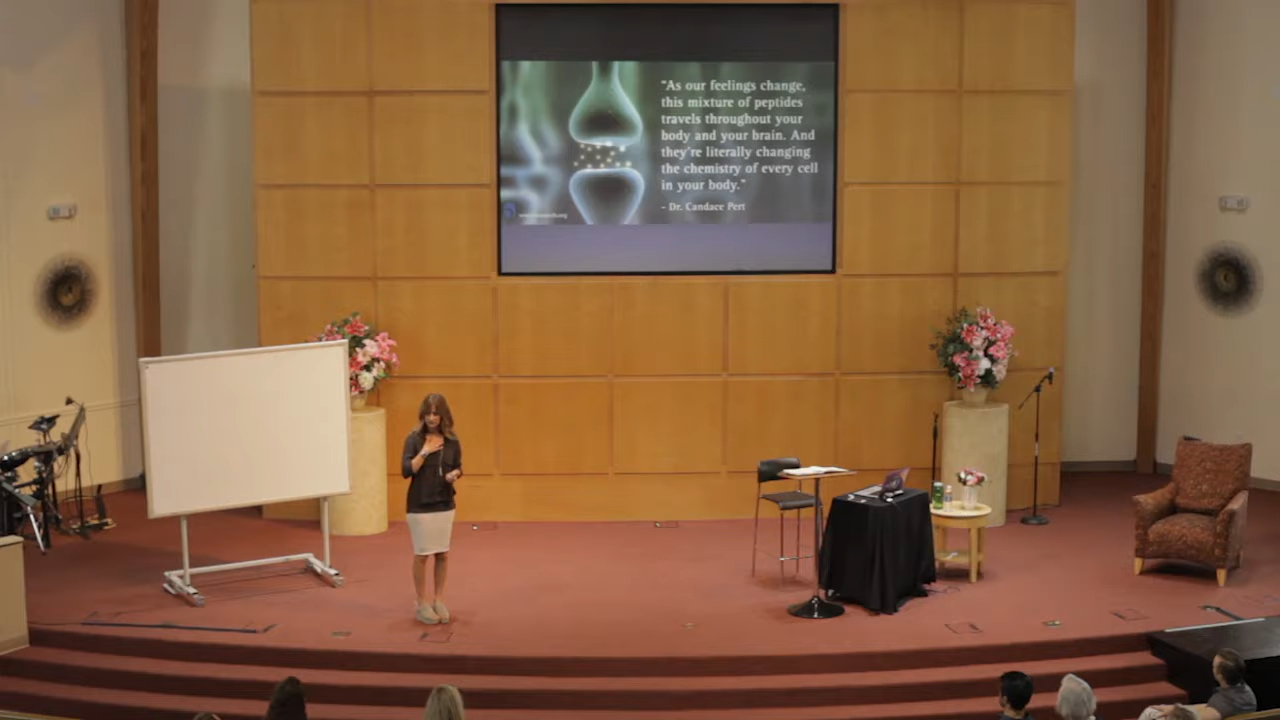 "As our feelings change,
this mixture of peptides
travels throughout your
body and your brain. And
they're literally changing
the chemistry of every cell
in your body."
- Dr. Candace Pert